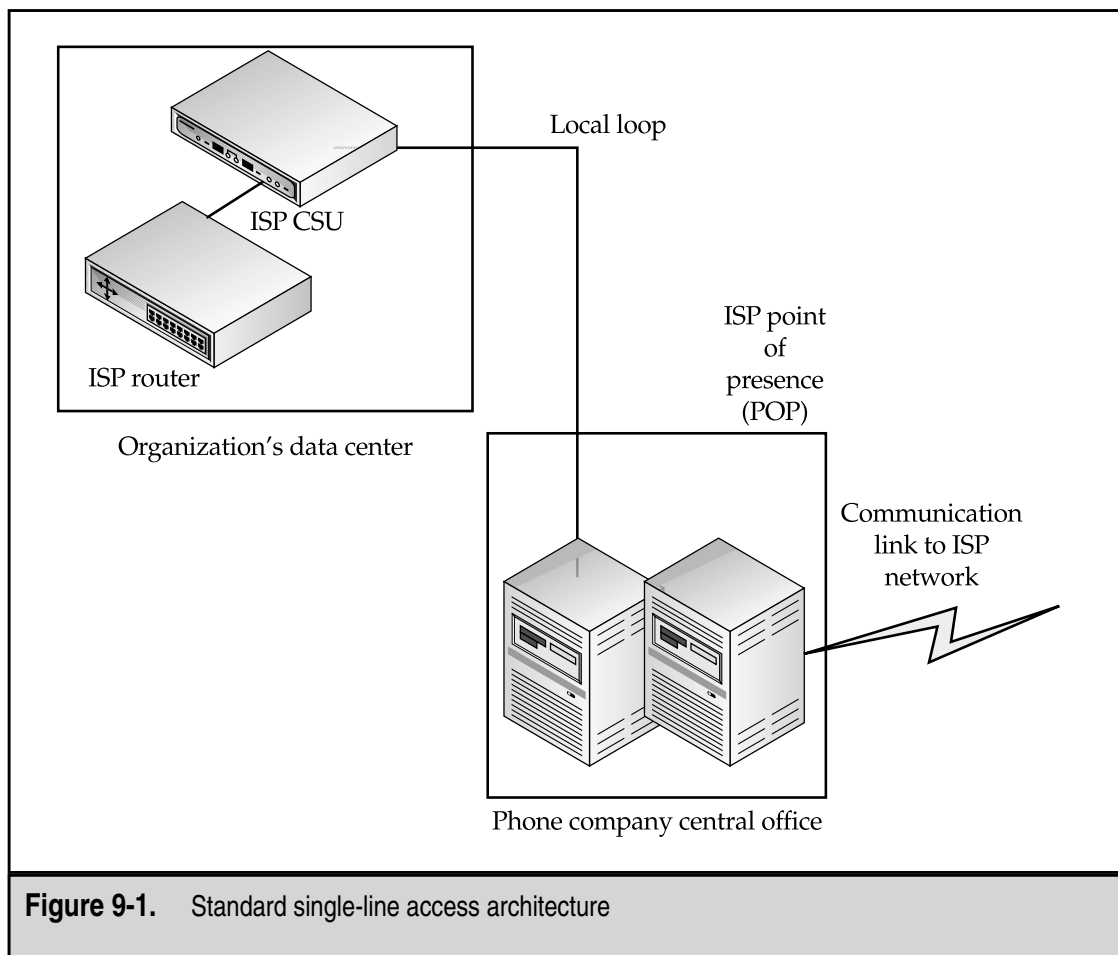 Local loop
ISP CSU
ISP router
Organization’s data center
ISP point
of
presence
(POP)
Communication
link to ISP
network
Phone company central office
Figure 9-1. Standard single-line access architecture